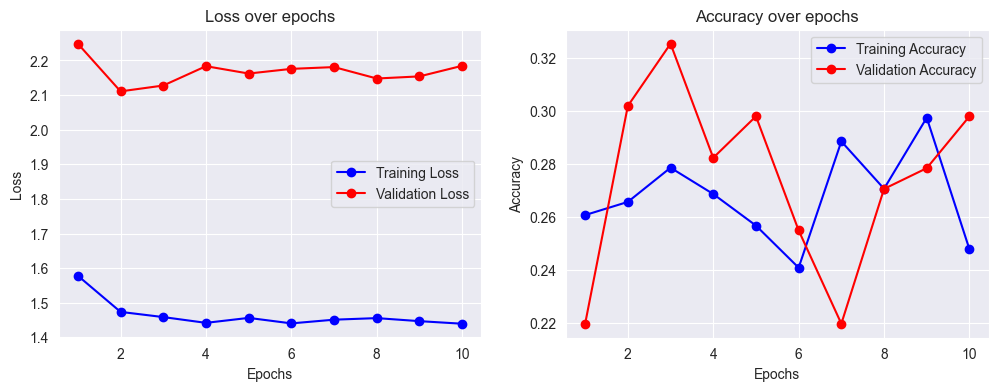 Loss over epochs
2.2
2.1
2.0
1.9
1.8
1.7
1.6
1.5
1.4
Loss
Training Loss
Validation Loss
2
4
6
8
10
Epochs
Accuracy over epochs
0.32
0.30
0.28
0.26
0.24
0.22
Accuracy
Training Accuracy
Validation Accuracy
2
4
6
8
10
Epochs